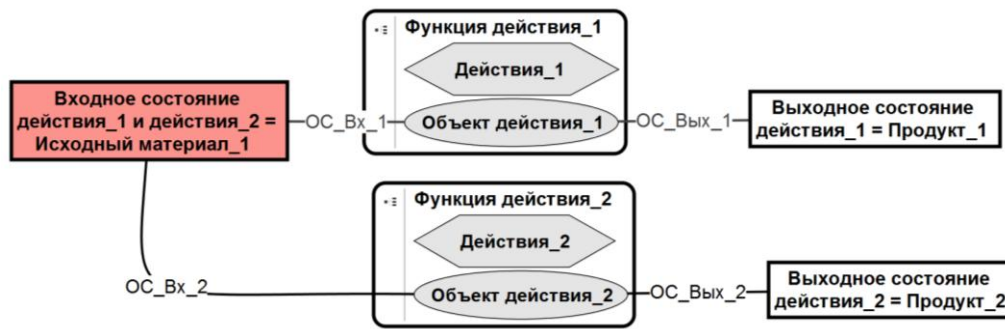 Функция действия_1
Действия_1
Входное состояние
действия_1 и действия_2 =
Исходный материал_1
ОС_Вх_1
Объект действия_1
ОС_Вых_1
Выходное состояние
действия_1 = Продукт_1
Функция действия_2
Действия_2
ОС_Вх_2
Объект действия_2
ОС_Вых_2
Выходное состояние
действия_2 = Продукт_2